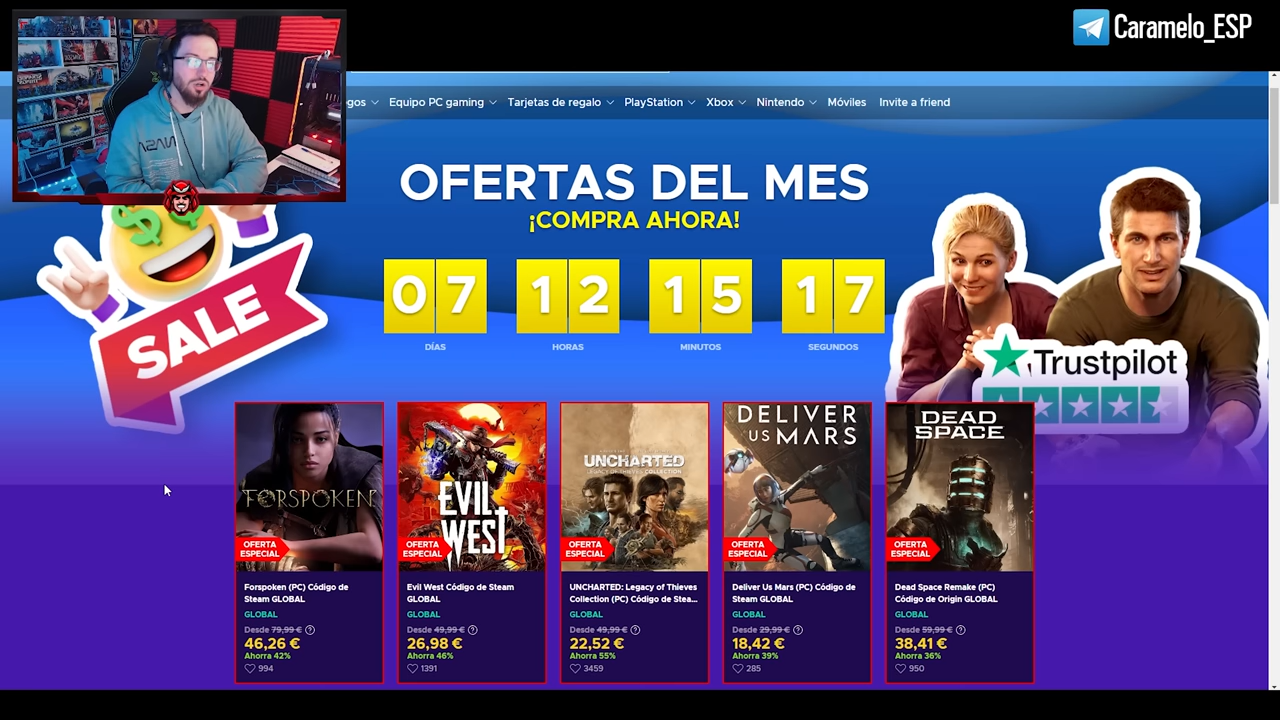 Caramelo_ESP
gos
Equipo PC gaming
Tarjetas de regalo
PlayStation
Xbox
Nintendo
Móviles
Invite a friend
OFERTAS DEL MES
¡COMPRA AHORA!
07 12 15 17
DÍAS HORAS MINUTOS SEGUNDOS
SALE
Trustpilot
FORSPOKEN
OFERTA
ESPECIAL
Forspoken (PC) Código de
Steam GLOBAL
GLOBAL
Desde 79,99 €
46,26 €
Ahorra 42%
994
EVIL
WEST
OFERTA
ESPECIAL
Evil West Código de Steam
GLOBAL
GLOBAL
Desde 49,99 €
26,98 €
Ahorra 46%
1391
UNCHARTED
LEGACY OF THIEVES COLLECTION
OFERTA
ESPECIAL
UNCHARTED: Legacy of Thieves
Collection (PC) Código de Stea...
GLOBAL
Desde 49,99 €
22,52 €
Ahorra 55%
3459
DELIVER
US MARS
OFERTA
ESPECIAL
Deliver Us Mars (PC) Código de
Steam GLOBAL
GLOBAL
Desde 29,99 €
18,42 €
Ahorra 39%
285
DEAD
SPACE
OFERTA
ESPECIAL
Dead Space Remake (PC)
Código de Origin GLOBAL
GLOBAL
Desde 59,99 €
38,41 €
Ahorra 36%
950